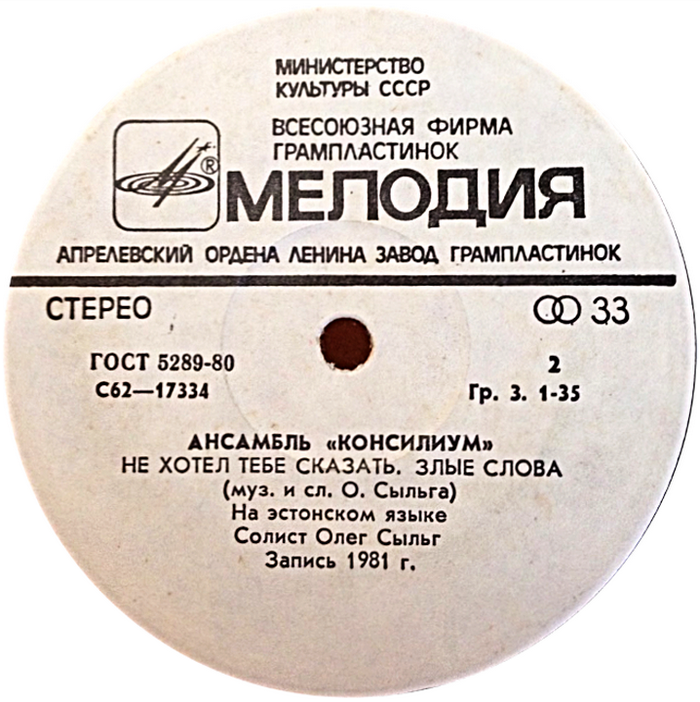 МИНИСТЕРСТВО
КУЛЬТУРЫ СССР
ВСЕСОЮЗНАЯ ФИРМА
ГРАМПЛАСТИНОК
®
МЕЛОДИЯ
АПРЕЛЕВСКИЙ ОРДЕНА ЛЕНИНА ЗАВОД ГРАМПЛАСТИНОК
СТЕРЕО 33
ГОСТ 5289-80 2
С62—17334 Гр. 3. 1-35
АНСАМБЛЬ «КОНСИЛИУМ»
НЕ ХОТЕЛ ТЕБЕ СКАЗАТЬ. ЗЛЫЕ СЛОВА
(муз. и сл. О. Сыльга)
На эстонском языке
Солист Олег Сыльг
Запись 1981 г.